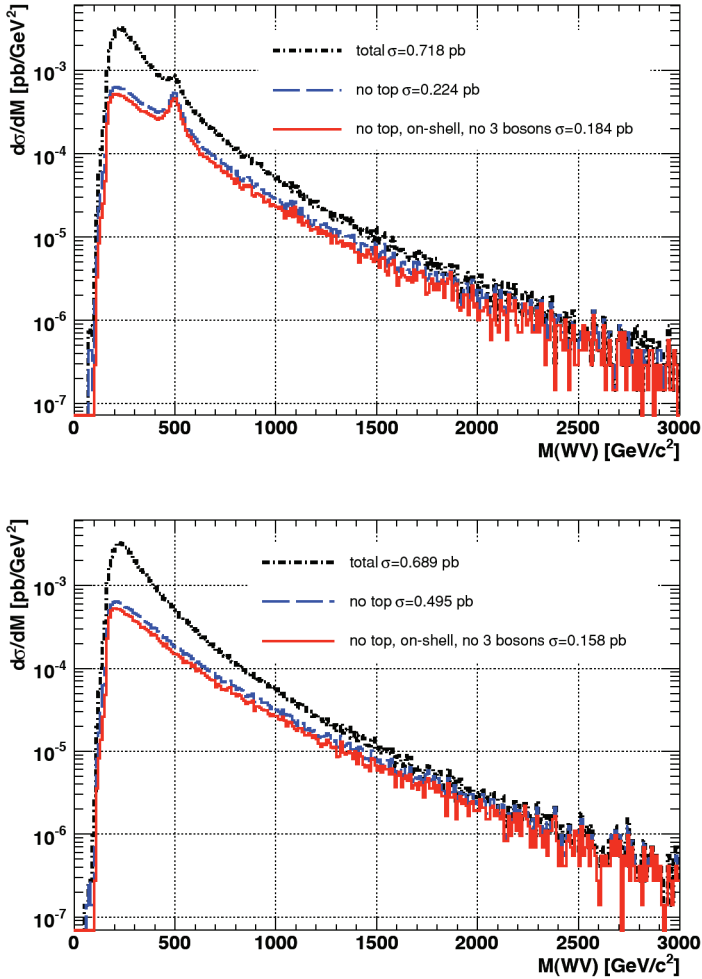 dσ/dM [pb/GeV²]
total σ=0.718 pb
no top σ=0.224 pb
no top, on-shell, no 3 bosons σ=0.184 pb
10⁻³
10⁻⁴
10⁻⁵
10⁻⁶
10⁻⁷
0 500 1000 1500 2000 2500 3000
M(WV) [GeV/c²]
dσ/dM [pb/GeV²]
total σ=0.689 pb
no top σ=0.495 pb
no top, on-shell, no 3 bosons σ=0.158 pb
10⁻³
10⁻⁴
10⁻⁵
10⁻⁶
10⁻⁷
0 500 1000 1500 2000 2500 3000
M(WV) [GeV/c²]